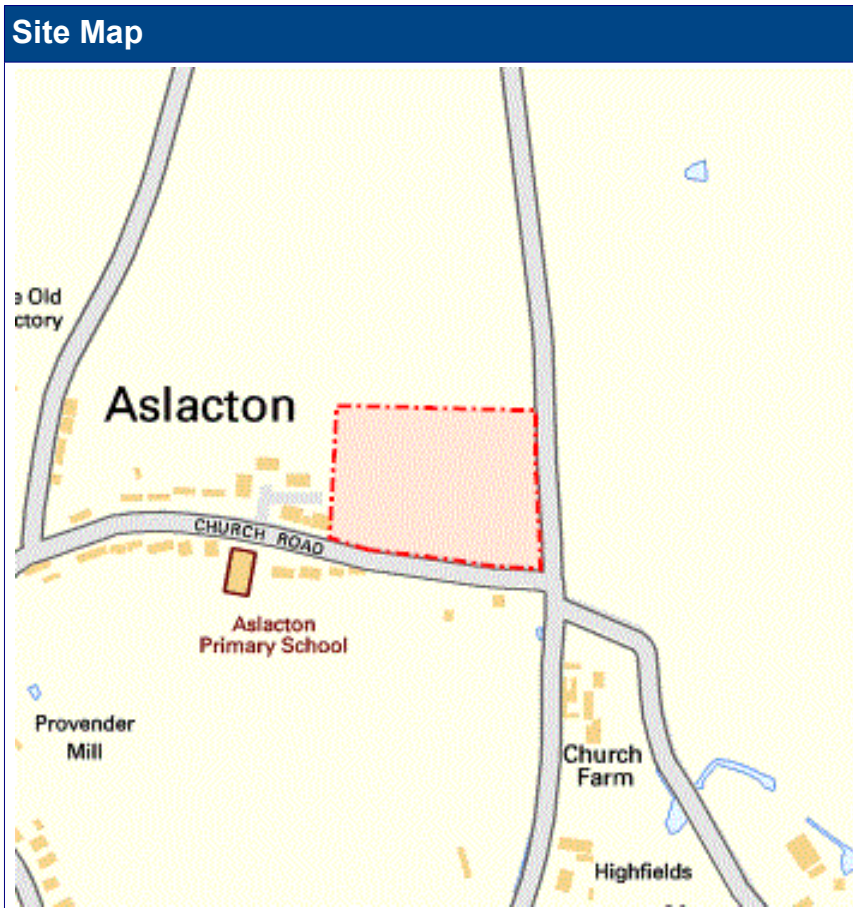 Site Map
e Old
ctory
Aslacton
CHURCH ROAD
Aslacton
Primary School
Provender
Mill
Church
Farm
Highfields